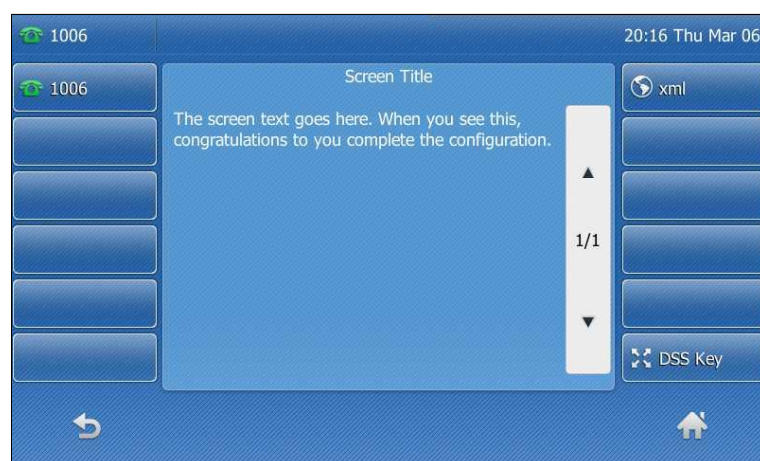 1006
20:16 Thu Mar 06
1006
Screen Title
xml
The screen text goes here. When you see this,
congratulations to you complete the configuration.
1/1
DSS Key